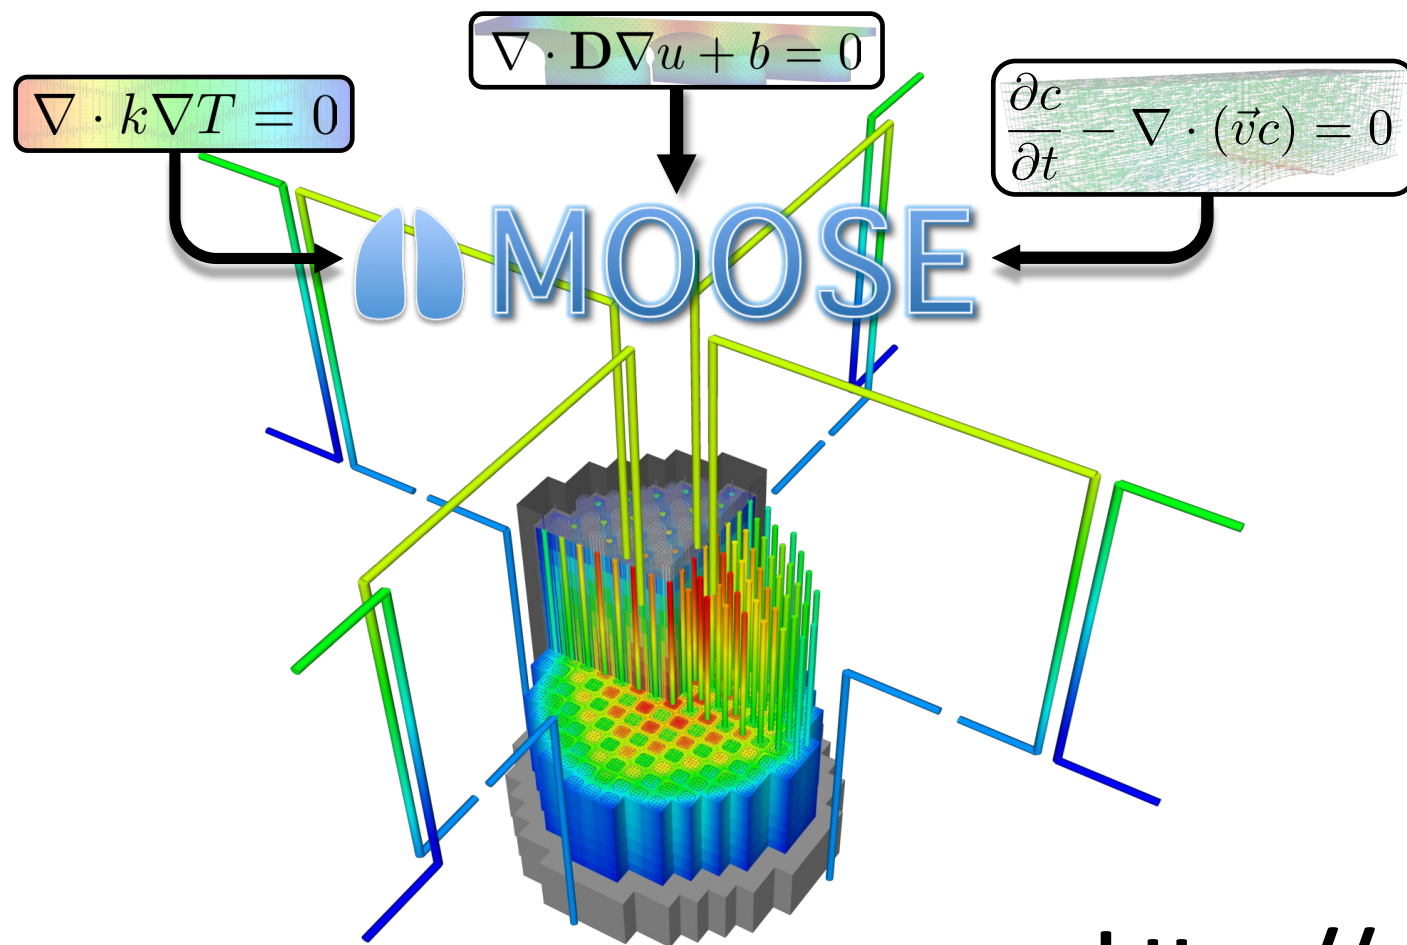 ∇ · k∇T = 0
∇ · 𝐃∇u + b = 0
∂c/∂t − ∇ · (v⃗c) = 0
MOOSE